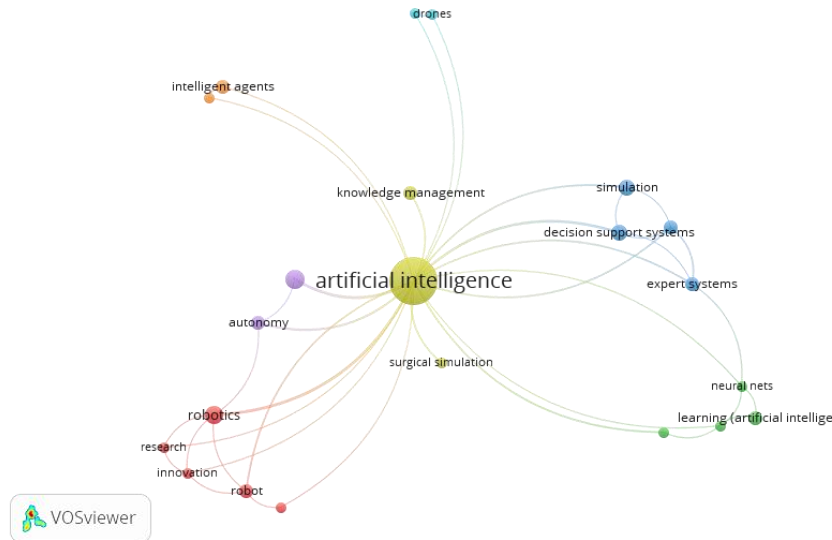 drones
intelligent agents
knowledge management
simulation
decision support systems
artificial intelligence
expert systems
autonomy
surgical simulation
neural nets
robotics
learning (artificial intellige
research
innovation
robot
VOSviewer